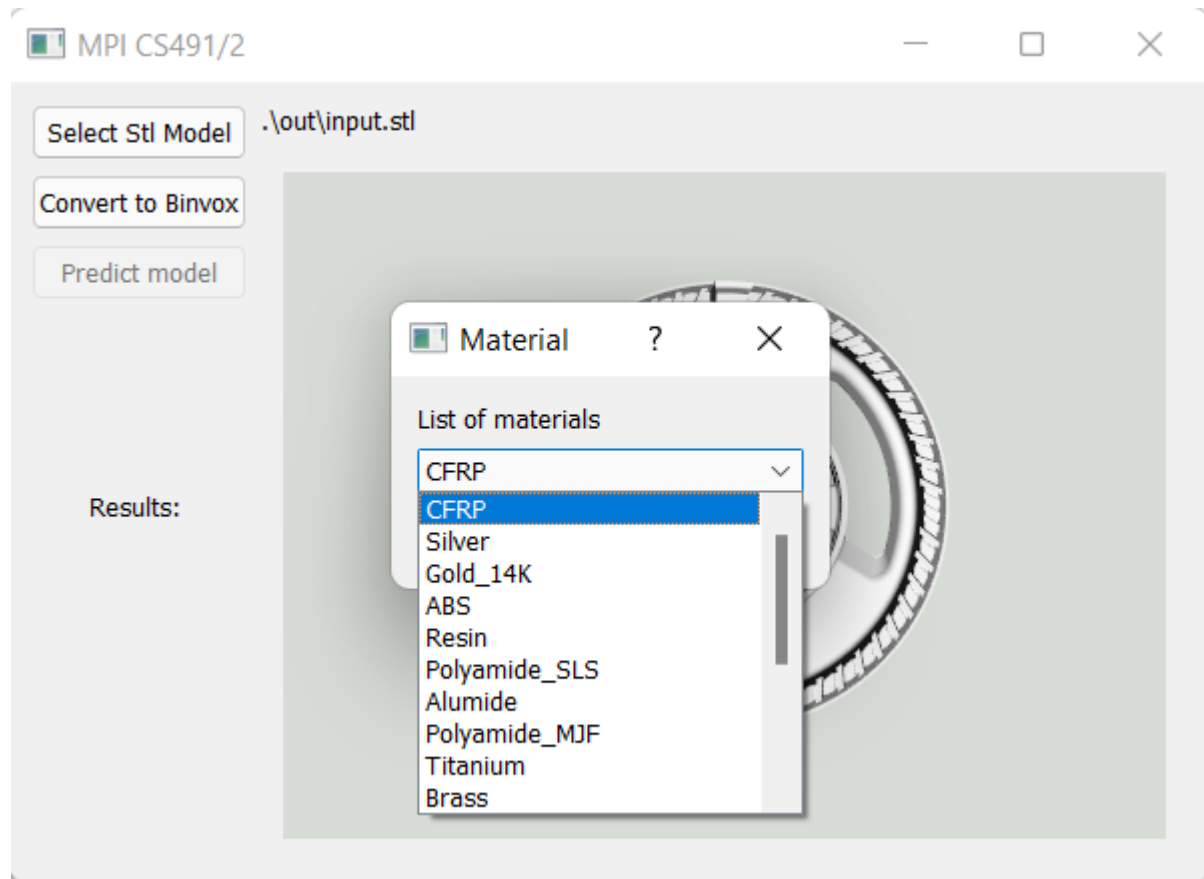 MPI CS491/2
Select Stl Model
.\out\input.stl
Convert to Binvox
Predict model
Results:
Material ?
List of materials
CFRP
CFRP
Silver
Gold_14K
ABS
Resin
Polyamide_SLS
Alumide
Polyamide_MJF
Titanium
Brass